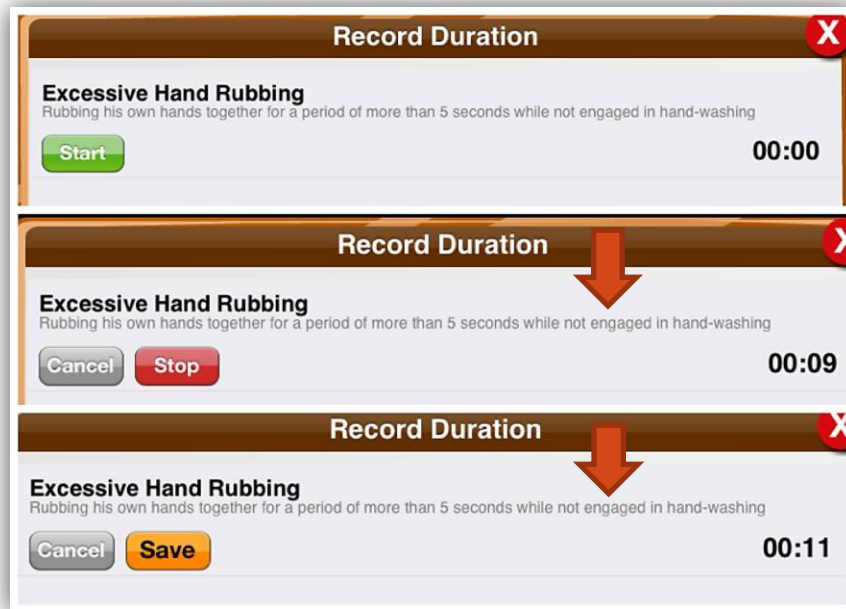 Record Duration
X
Excessive Hand Rubbing
Rubbing his own hands together for a period of more than 5 seconds while not engaged in hand-washing
Start
00:00
Record Duration
X
Excessive Hand Rubbing
Rubbing his own hands together for a period of more than 5 seconds while not engaged in hand-washing
Cancel Stop
00:09
Record Duration
X
Excessive Hand Rubbing
Rubbing his own hands together for a period of more than 5 seconds while not engaged in hand-washing
Cancel Save
00:11